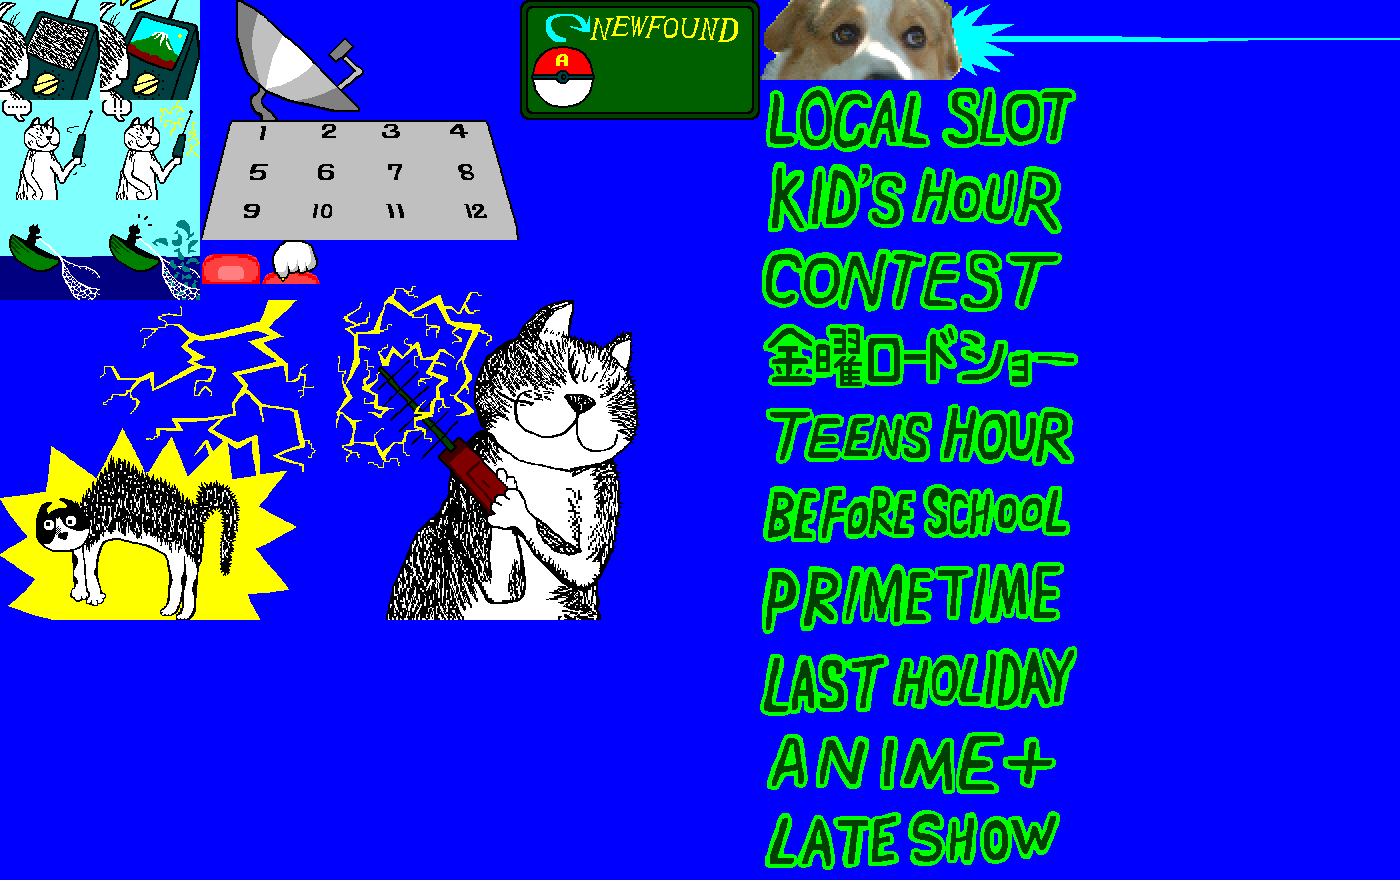 ....
!!
NEWFOUND
A
1 2 3 4
5 6 7 8
9 10 11 12
LOCAL SLOT
KID'S HOUR
CONTEST
金曜ロードショー
TEENS HOUR
BEFORE SCHOOL
PRIMETIME
LAST HOLIDAY
ANIME+
LATE SHOW